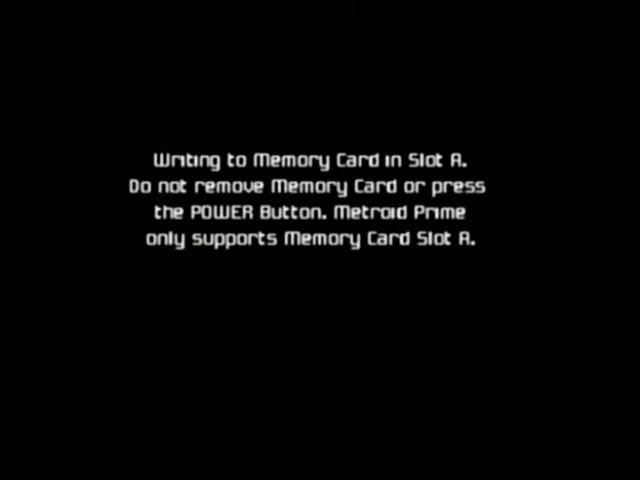 Writing to Memory Card in Slot A.
Do not remove Memory Card or press
the POWER Button. Metroid Prime
only supports Memory Card Slot A.